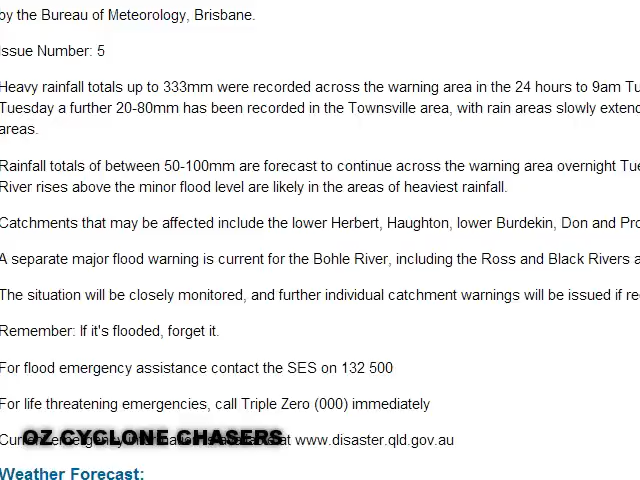 by the Bureau of Meteorology, Brisbane.
Issue Number: 5
Heavy rainfall totals up to 333mm were recorded across the warning area in the 24 hours to 9am Tu
Tuesday a further 20-80mm has been recorded in the Townsville area, with rain areas slowly extend
areas.
Rainfall totals of between 50-100mm are forecast to continue across the warning area overnight Tue
River rises above the minor flood level are likely in the areas of heaviest rainfall.
Catchments that may be affected include the lower Herbert, Haughton, lower Burdekin, Don and Pro
A separate major flood warning is current for the Bohle River, including the Ross and Black Rivers a
The situation will be closely monitored, and further individual catchment warnings will be issued if re
Remember: If it's flooded, forget it.
For flood emergency assistance contact the SES on 132 500
For life threatening emergencies, call Triple Zero (000) immediately
Current emergency information is available at www.disaster.qld.gov.au
OZ CYCLONE CHASERS
Weather Forecast: